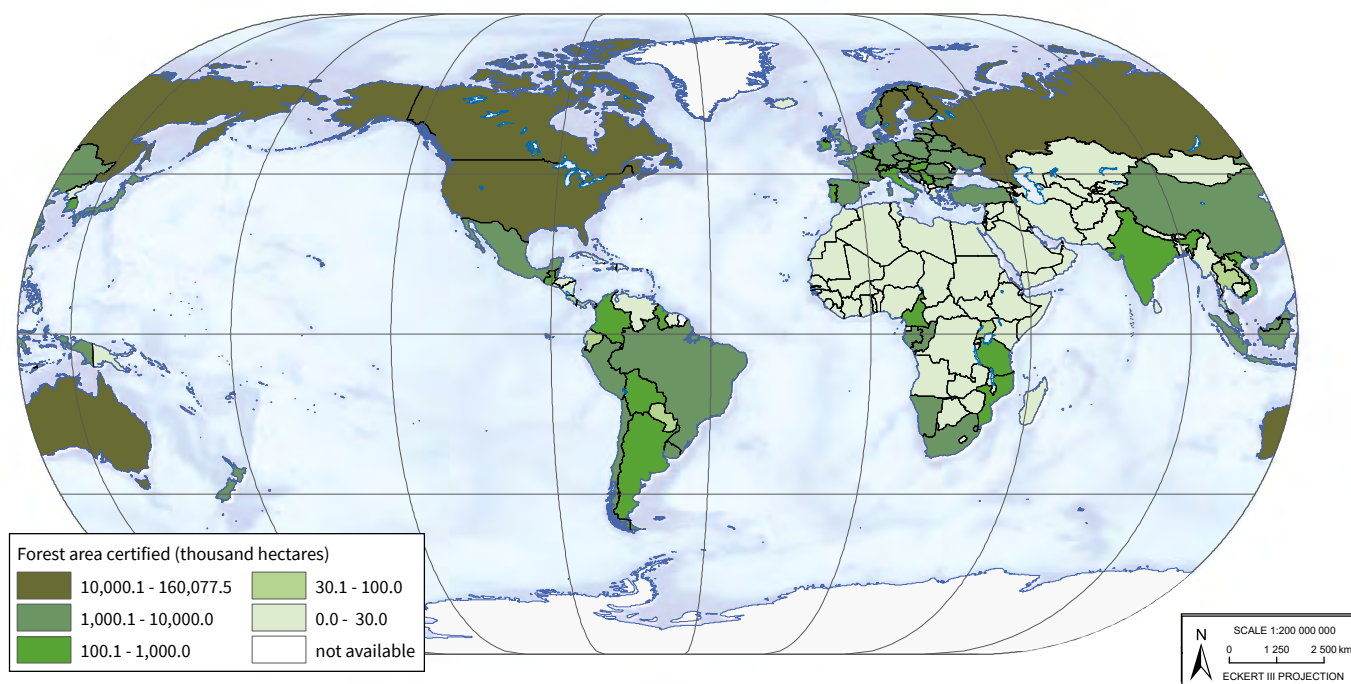 Forest area certified (thousand hectares)
10,000.1 - 160,077.5
1,000.1 - 10,000.0
100.1 - 1,000.0
30.1 - 100.0
0.0 - 30.0
not available
N
SCALE 1:200 000 000
0 1 250 2 500 km
ECKERT III PROJECTION